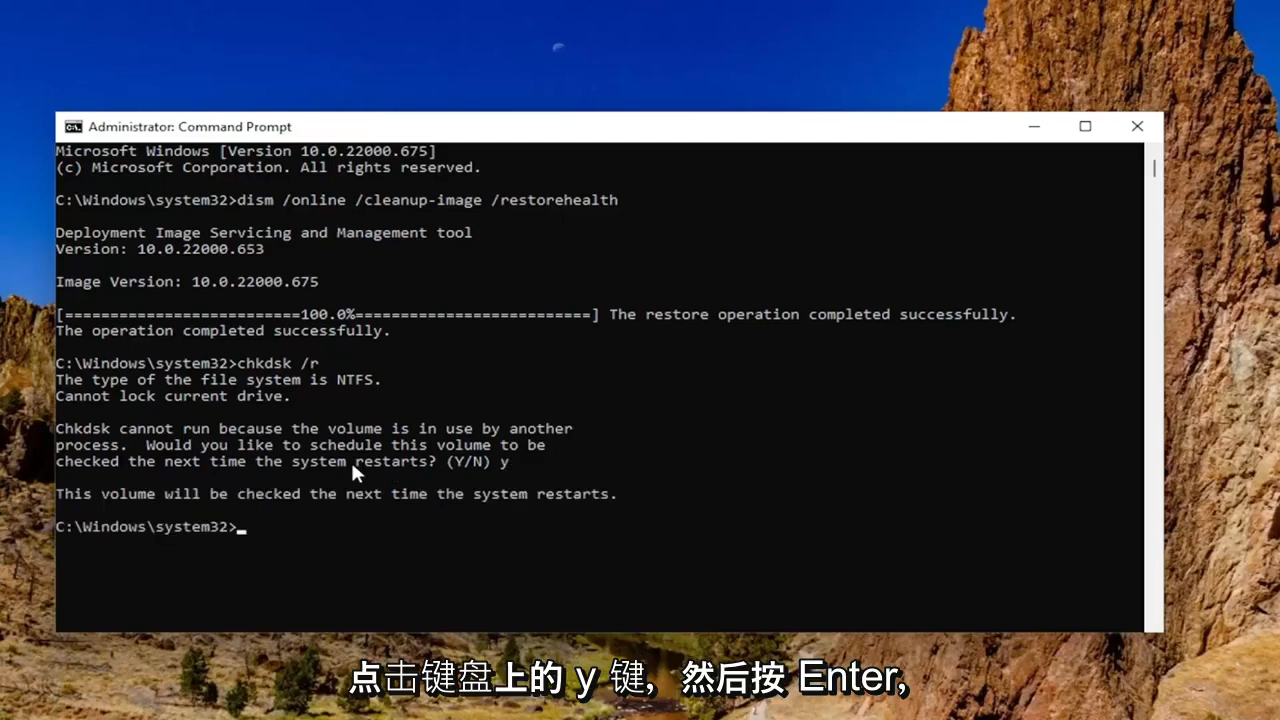 Administrator: Command Prompt
Microsoft Windows [Version 10.0.22000.675]
(c) Microsoft Corporation. All rights reserved.
C:\Windows\system32>dism /online /cleanup-image /restorehealth
Deployment Image Servicing and Management tool
Version: 10.0.22000.653
Image Version: 10.0.22000.675
[==========================100.0%==========================] The restore operation completed successfully.
The operation completed successfully.
C:\Windows\system32>chkdsk /r
The type of the file system is NTFS.
Cannot lock current drive.
Chkdsk cannot run because the volume is in use by another
process.  Would you like to schedule this volume to be
checked the next time the system restarts? (Y/N) y
This volume will be checked the next time the system restarts.
C:\Windows\system32>
点击键盘上的 y 键，然后按 Enter,